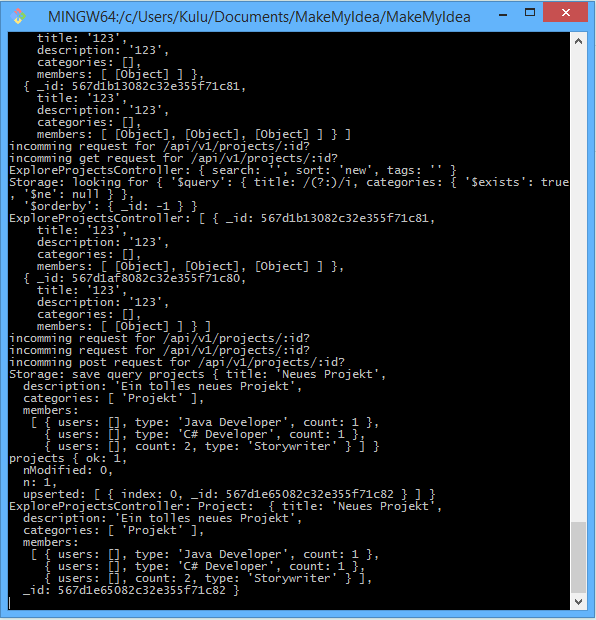 MINGW64:/c/Users/Kulu/Documents/MakeMyIdea/MakeMyIdea
title: '123',
description: '123',
categories: [],
members: [ [Object] ] },
{ _id: 567d1b13082c32e355f71c81,
title: '123',
description: '123',
categories: [],
members: [ [Object], [Object], [Object] ] } ]
incomming request for /api/v1/projects/:id?
incomming get request for /api/v1/projects/:id?
ExploreProjectsController: { search: '', sort: 'new', tags: '' }
Storage: looking for { '$query': { title: /(?:)/i, categories: { '$exists': true
, '$ne': null } },
'$orderby': { _id: -1 } }
ExploreProjectsController: [ { _id: 567d1b13082c32e355f71c81,
title: '123',
description: '123',
categories: [],
members: [ [Object], [Object], [Object] ] },
{ _id: 567d1af8082c32e355f71c80,
title: '123',
description: '123',
categories: [],
members: [ [Object] ] } ]
incomming request for /api/v1/projects/:id?
incomming request for /api/v1/projects/:id?
incomming post request for /api/v1/projects/:id?
Storage: save query projects { title: 'Neues Projekt',
description: 'Ein tolles neues Projekt',
categories: [ 'Projekt' ],
members:
[ { users: [], type: 'Java Developer', count: 1 },
{ users: [], type: 'C# Developer', count: 1 },
{ users: [], count: 2, type: 'Storywriter' } ] }
projects { ok: 1,
nModified: 0,
n: 1,
upserted: [ { index: 0, _id: 567d1e65082c32e355f71c82 } ] }
ExploreProjectsController: Project:  { title: 'Neues Projekt',
description: 'Ein tolles neues Projekt',
categories: [ 'Projekt' ],
members:
[ { users: [], type: 'Java Developer', count: 1 },
{ users: [], type: 'C# Developer', count: 1 },
{ users: [], count: 2, type: 'Storywriter' } ],
_id: 567d1e65082c32e355f71c82 }